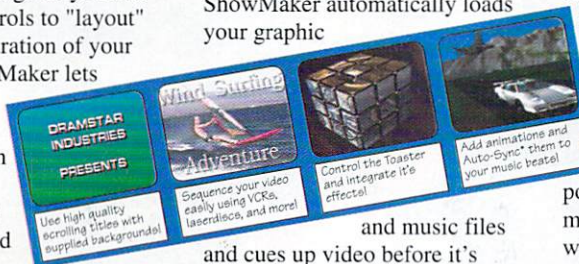 rols to "layout"
ration of your
Maker lets
ShowMaker automatically loads
your graphic
DRAMSTAR
INDUSTRIES
PRESENTS
Use high quality
scrolling titles with
supplied backgrounds!
Wind Surfing
Adventure
Sequence your video
easily using VCRs,
laserdiscs, and more!
Control the Toaster
and integrate it's
effects!
Add animations and
Auto-Sync* them to
your music beats!
and music files
and cues up video before it's